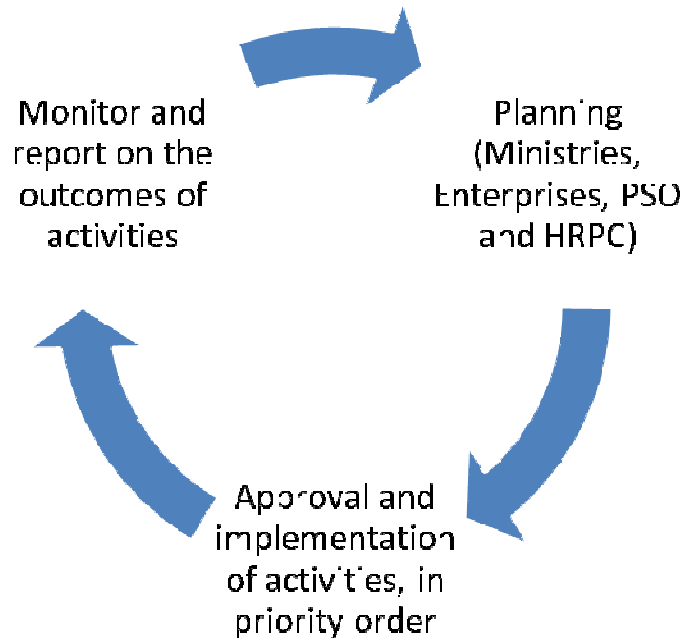 Monitor and
report on the
outcomes of
activities
Planning
(Ministries,
Enterprises, PSO
and HRPC)
Approval and
implementation
of activities, in
priority order